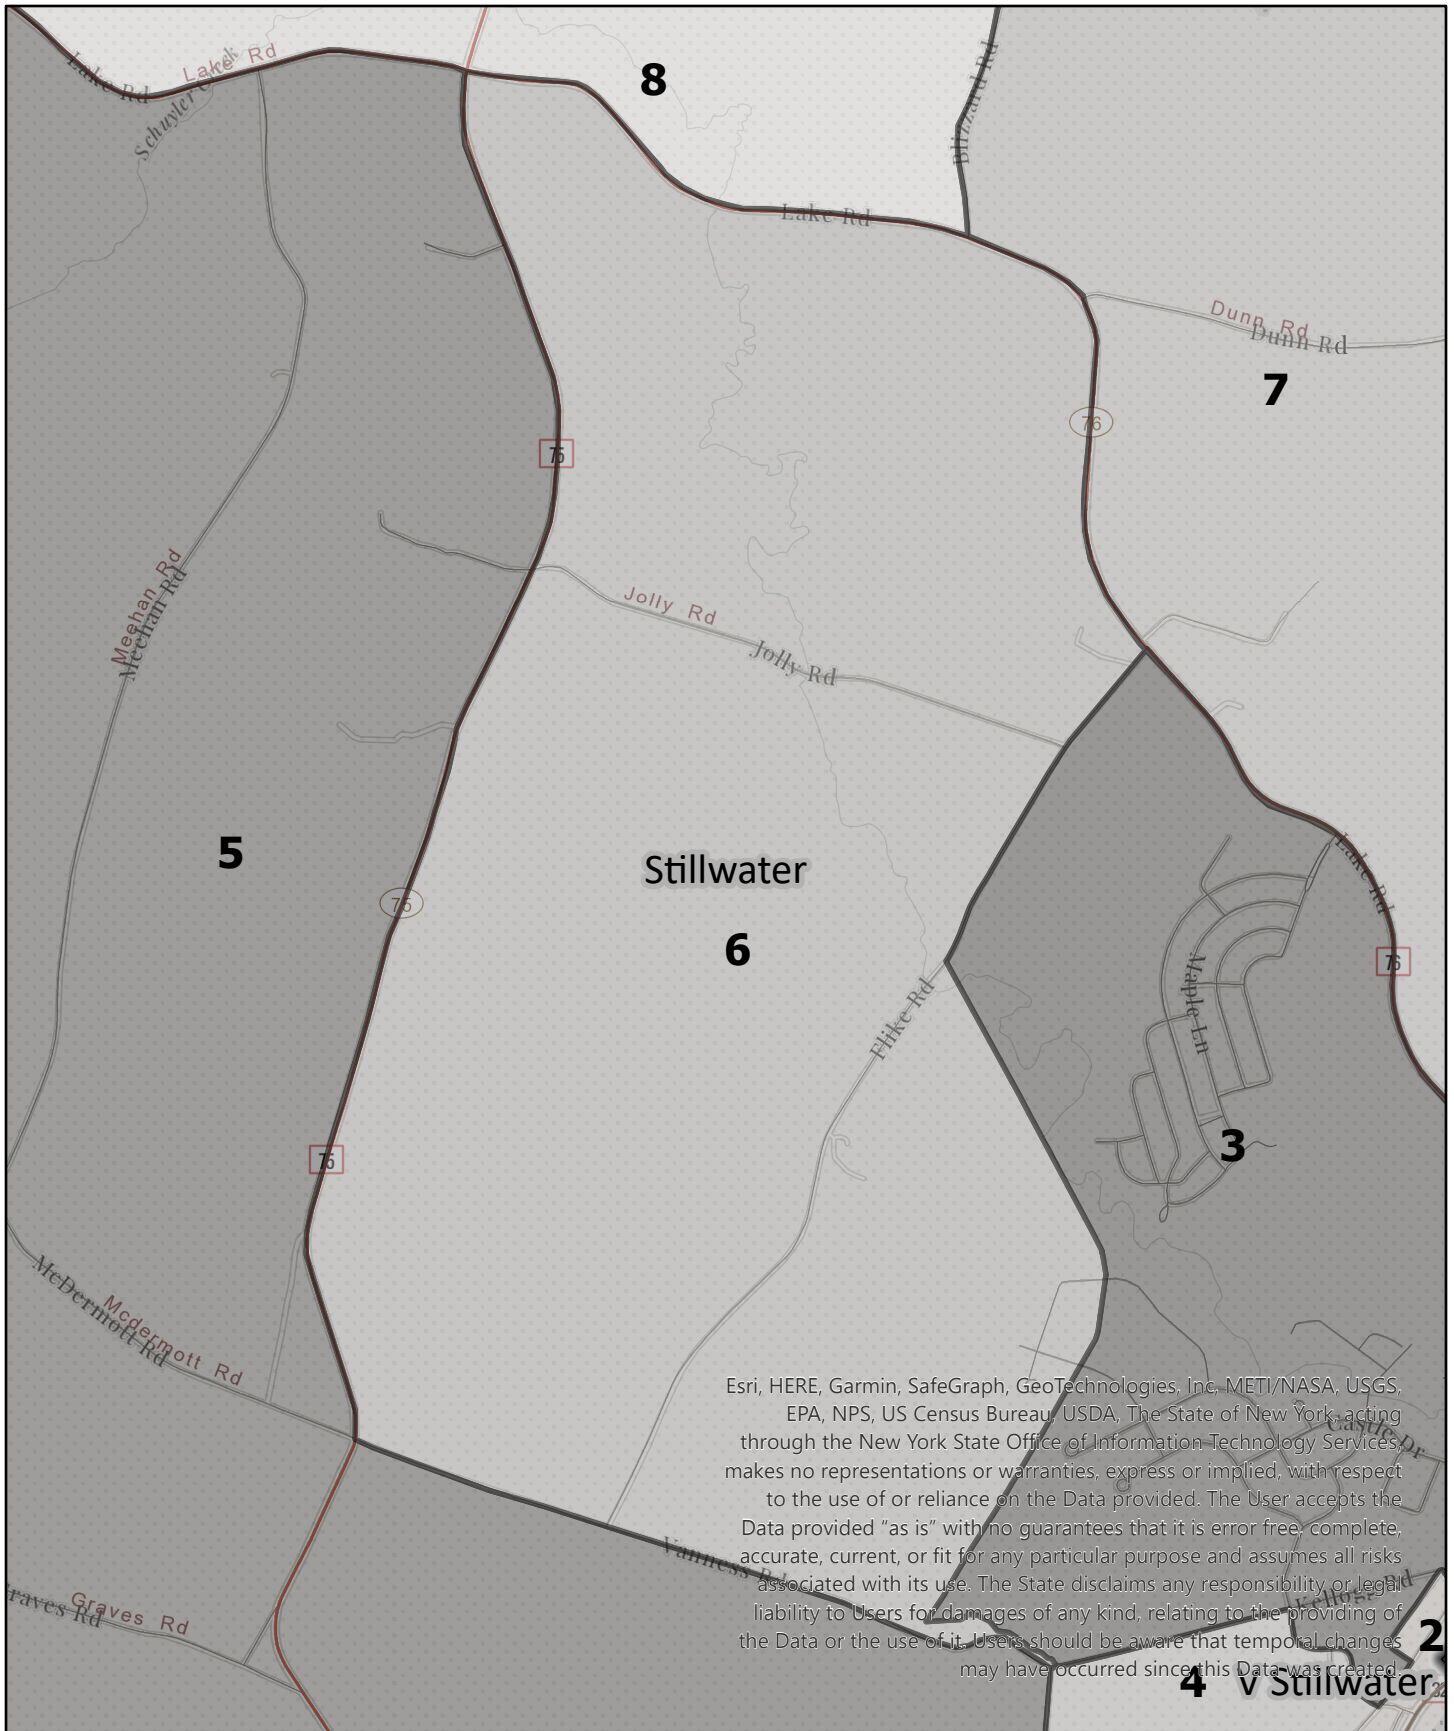 8
Lake Rd
Lake Rd
Schuyler Creek
Blizzard Rd
Lake Rd
Dunn Rd
Dunn Rd
7
76
75
Meehan Rd
Meehan Rd
Jolly Rd
Jolly Rd
5
Stillwater
6
75
Lake Rd
76
Maple Ln
Flike Rd
3
75
McDermott Rd
Mcdermott Rd
Esri, HERE, Garmin, SafeGraph, GeoTechnologies, Inc, METI/NASA, USGS,
EPA, NPS, US Census Bureau, USDA, The State of New York, acting
through the New York State Office of Information Technology Services,
makes no representations or warranties, express or implied, with respect
to the use of or reliance on the Data provided. The User accepts the
Data provided “as is” with no guarantees that it is error free, complete,
accurate, current, or fit for any particular purpose and assumes all risks
associated with its use. The State disclaims any responsibility or legal
liability to Users for damages of any kind, relating to the providing of
the Data or the use of it. Users should be aware that temporal changes
may have occurred since this Data was created.
Castle Dr
Vanness Rd
Kellogg Rd
Graves Rd
Graves Rd
2
4
V Stillwater
32